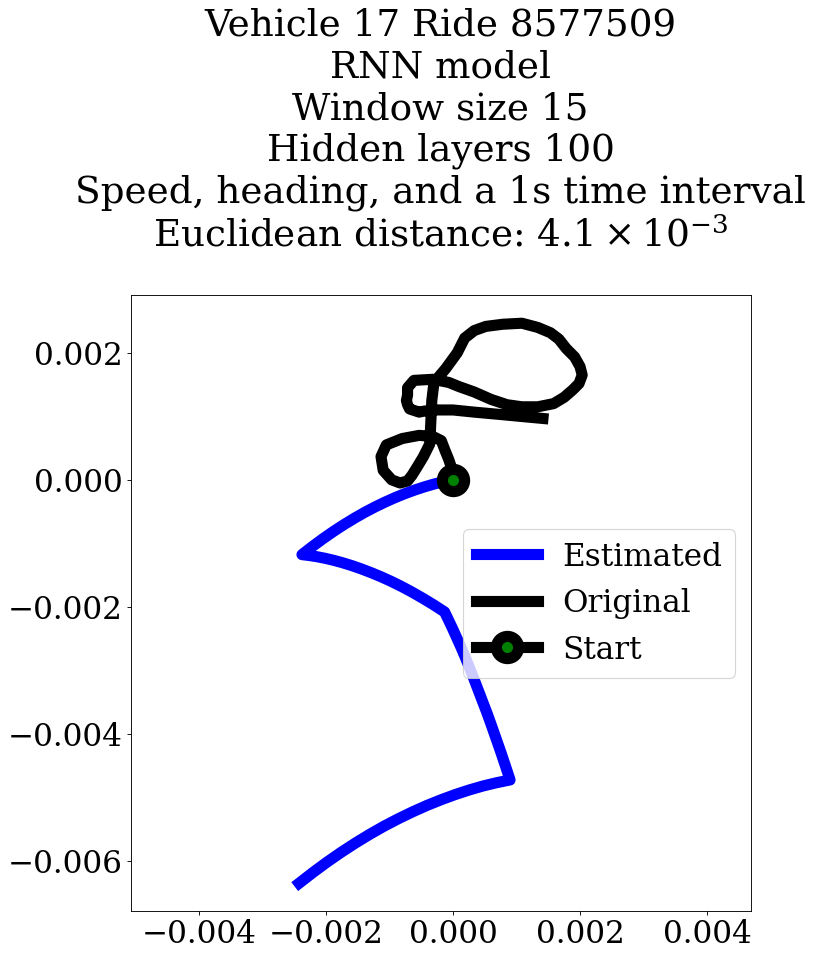 Vehicle 17 Ride 8577509
RNN model
Window size 15
Hidden layers 100
Speed, heading, and a 1s time interval
Euclidean distance: 4.1 × 10⁻³
0.002
0.000
−0.002
−0.004
−0.006
Estimated
Original
Start
−0.004 −0.002 0.000 0.002 0.004